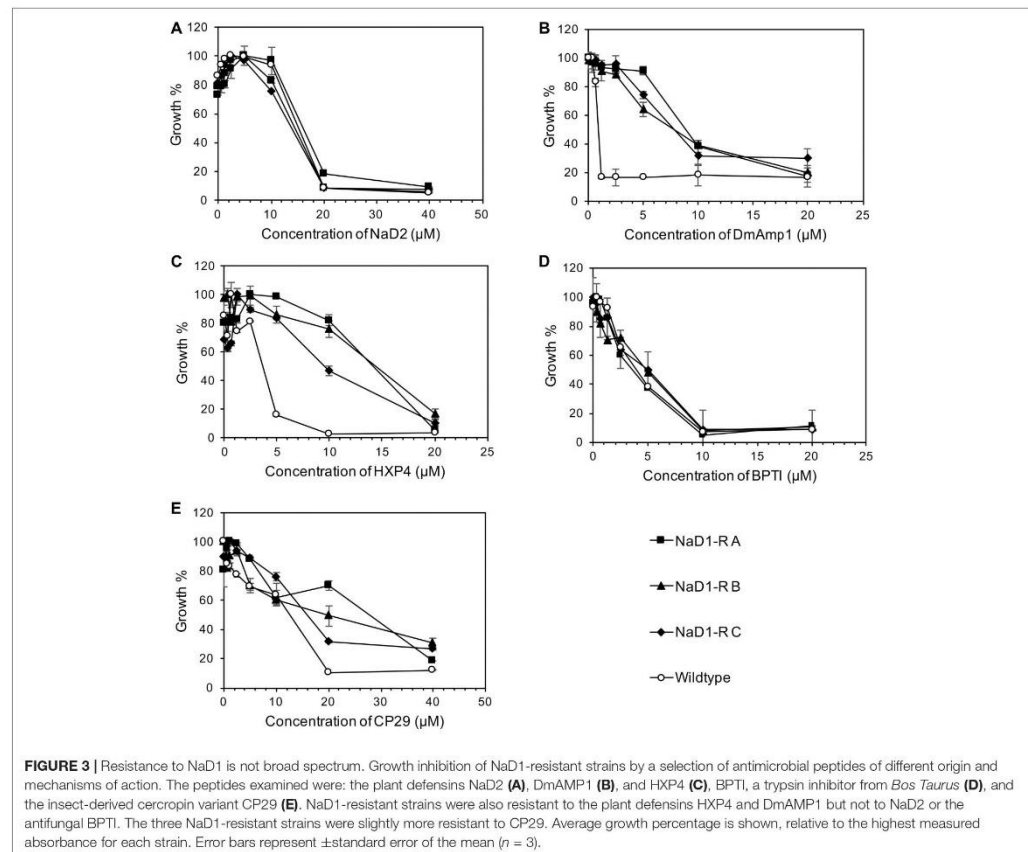 A
120
100
80
60
40
20
0
Growth %
0 10 20 30 40 50
Concentration of NaD2 (µM)
B
120
100
80
60
40
20
0
Growth %
0 5 10 15 20 25
Concentration of DmAmp1 (µM)
C
120
100
80
60
40
20
0
Growth %
0 5 10 15 20 25
Concentration of HXP4 (µM)
D
120
100
80
60
40
20
0
Growth %
0 5 10 15 20 25
Concentration of BPTI (µM)
E
120
100
80
60
40
20
0
Growth %
0 10 20 30 40 50
Concentration of CP29 (µM)
NaD1-R A
NaD1-R B
NaD1-R C
Wildtype
FIGURE 3 | Resistance to NaD1 is not broad spectrum. Growth inhibition of NaD1-resistant strains by a selection of antimicrobial peptides of different origin and
mechanisms of action. The peptides examined were: the plant defensins NaD2 (A), DmAMP1 (B), and HXP4 (C), BPTI, a trypsin inhibitor from Bos Taurus (D), and
the insect-derived cercropin variant CP29 (E). NaD1-resistant strains were also resistant to the plant defensins HXP4 and DmAMP1 but not to NaD2 or the
antifungal BPTI. The three NaD1-resistant strains were slightly more resistant to CP29. Average growth percentage is shown, relative to the highest measured
absorbance for each strain. Error bars represent ±standard error of the mean (n = 3).